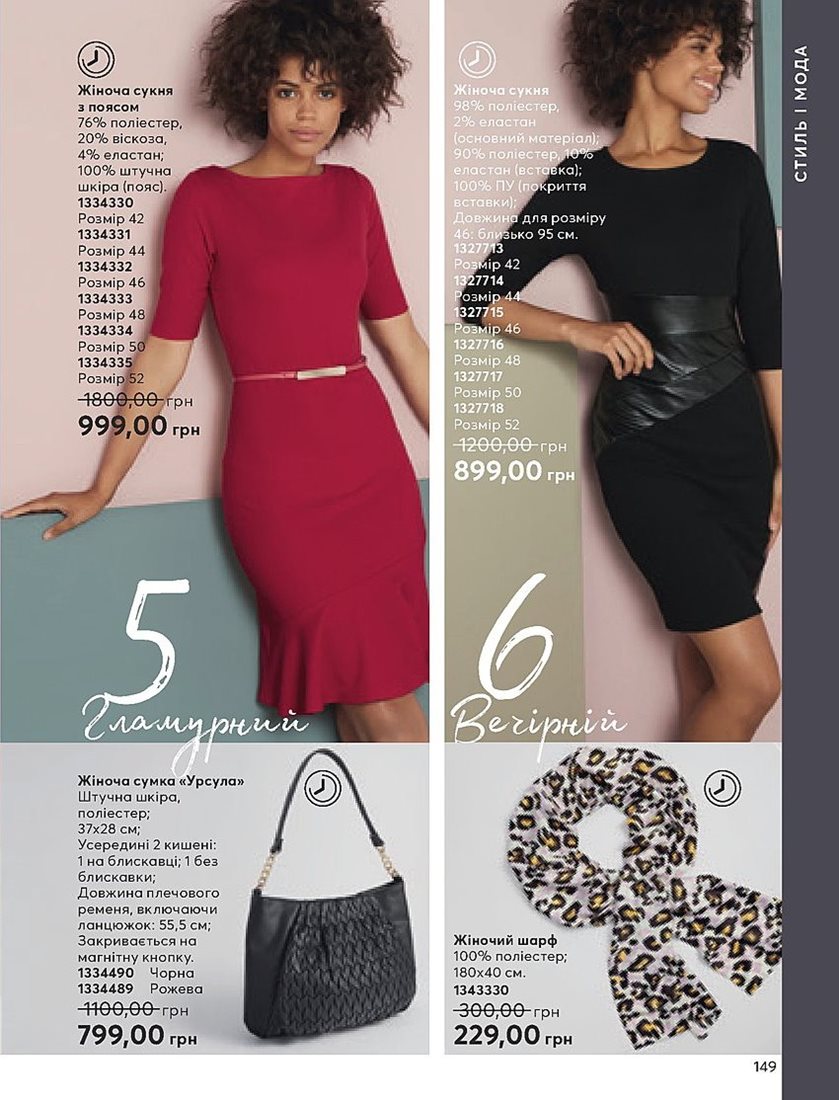 СТИЛЬ І МОДА
Жіноча сукня
з поясом
76% поліестер,
20% віскоза,
4% еластан;
100% штучна
шкіра (пояс).
1334330
Розмір 42
1334331
Розмір 44
1334332
Розмір 46
1334333
Розмір 48
1334334
Розмір 50
1334335
Розмір 52
1800,00 грн
999,00 грн
5
Гламурний
Жіноча сукня
98% поліестер,
2% еластан
(основний матеріал);
90% поліестер, 10%
еластан (вставка);
100% ПУ (покриття
вставки);
Довжина для розміру
46: близько 95 см.
1327713
Розмір 42
1327714
Розмір 44
1327715
Розмір 46
1327716
Розмір 48
1327717
Розмір 50
1327718
Розмір 52
1200,00 грн
899,00 грн
6
Вечірній
Жіноча сумка «Урсула»
Штучна шкіра,
поліестер;
37х28 см;
Усередині 2 кишені:
1 на блискавці; 1 без
блискавки;
Довжина плечового
ременя, включаючи
ланцюжок: 55,5 см;
Закривається на
магнітну кнопку.
1334490 Чорна
1334489 Рожева
1100,00 грн
799,00 грн
Жіночий шарф
100% поліестер;
180х40 см.
1343330
300,00 грн
229,00 грн
149